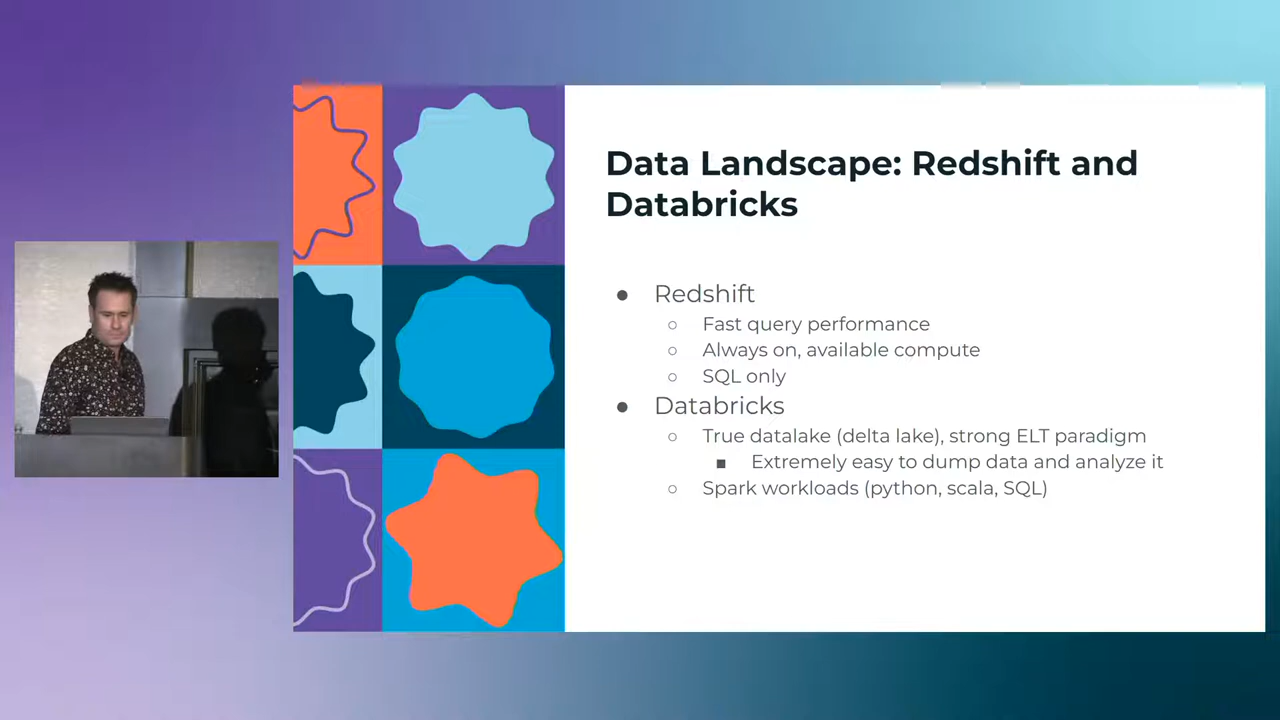 Data Landscape: Redshift and
Databricks
● Redshift
○ Fast query performance
○ Always on, available compute
○ SQL only
● Databricks
○ True datalake (delta lake), strong ELT paradigm
■ Extremely easy to dump data and analyze it
○ Spark workloads (python, scala, SQL)